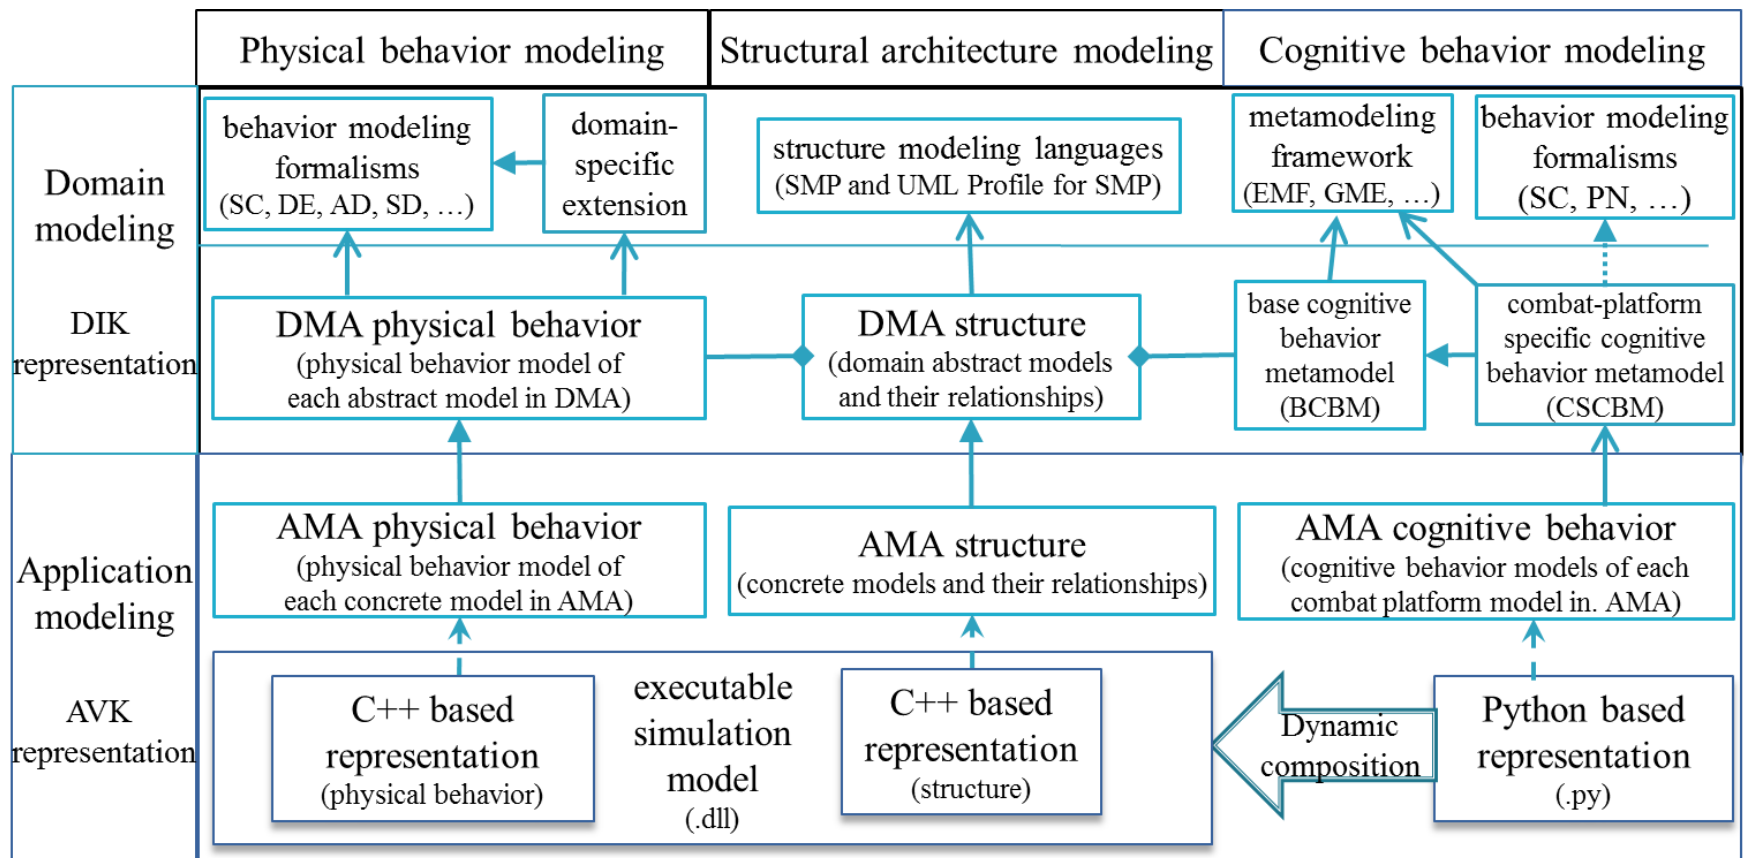 Physical behavior modeling
Structural architecture modeling
Cognitive behavior modeling
Domain
modeling
DIK
representation
behavior modeling
formalisms
(SC, DE, AD, SD, …)
domain-
specific
extension
structure modeling languages
(SMP and UML Profile for SMP)
metamodeling
framework
(EMF, GME, …)
behavior modeling
formalisms
(SC, PN, …)
DMA physical behavior
(physical behavior model of
each abstract model in DMA)
DMA structure
(domain abstract models
and their relationships)
base cognitive
behavior
metamodel
(BCBM)
combat-platform
specific cognitive
behavior metamodel
(CSCBM)
Application
modeling
AVK
representation
AMA physical behavior
(physical behavior model of
each concrete model in AMA)
AMA structure
(concrete models and their relationships)
AMA cognitive behavior
(cognitive behavior models of each
combat platform model in. AMA)
C++ based
representation
(physical behavior)
executable
simulation
model
(.dll)
C++ based
representation
(structure)
Dynamic
composition
Python based
representation
(.py)